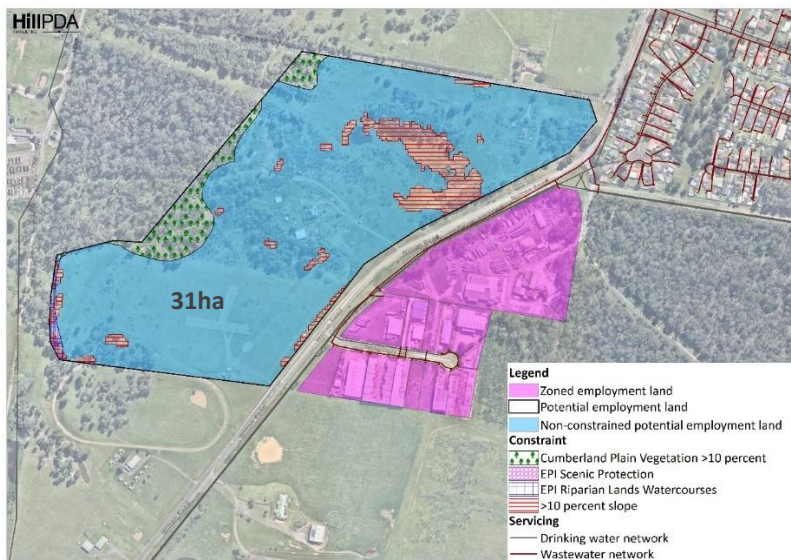 HillPDA
CONSULTING
31ha
Legend
Zoned employment land
Potential employment land
Non-constrained potential employment land
Constraint
Cumberland Plain Vegetation >10 percent
EPI Scenic Protection
EPI Riparian Lands Watercourses
>10 percent slope
Servicing
Drinking water network
Wastewater network